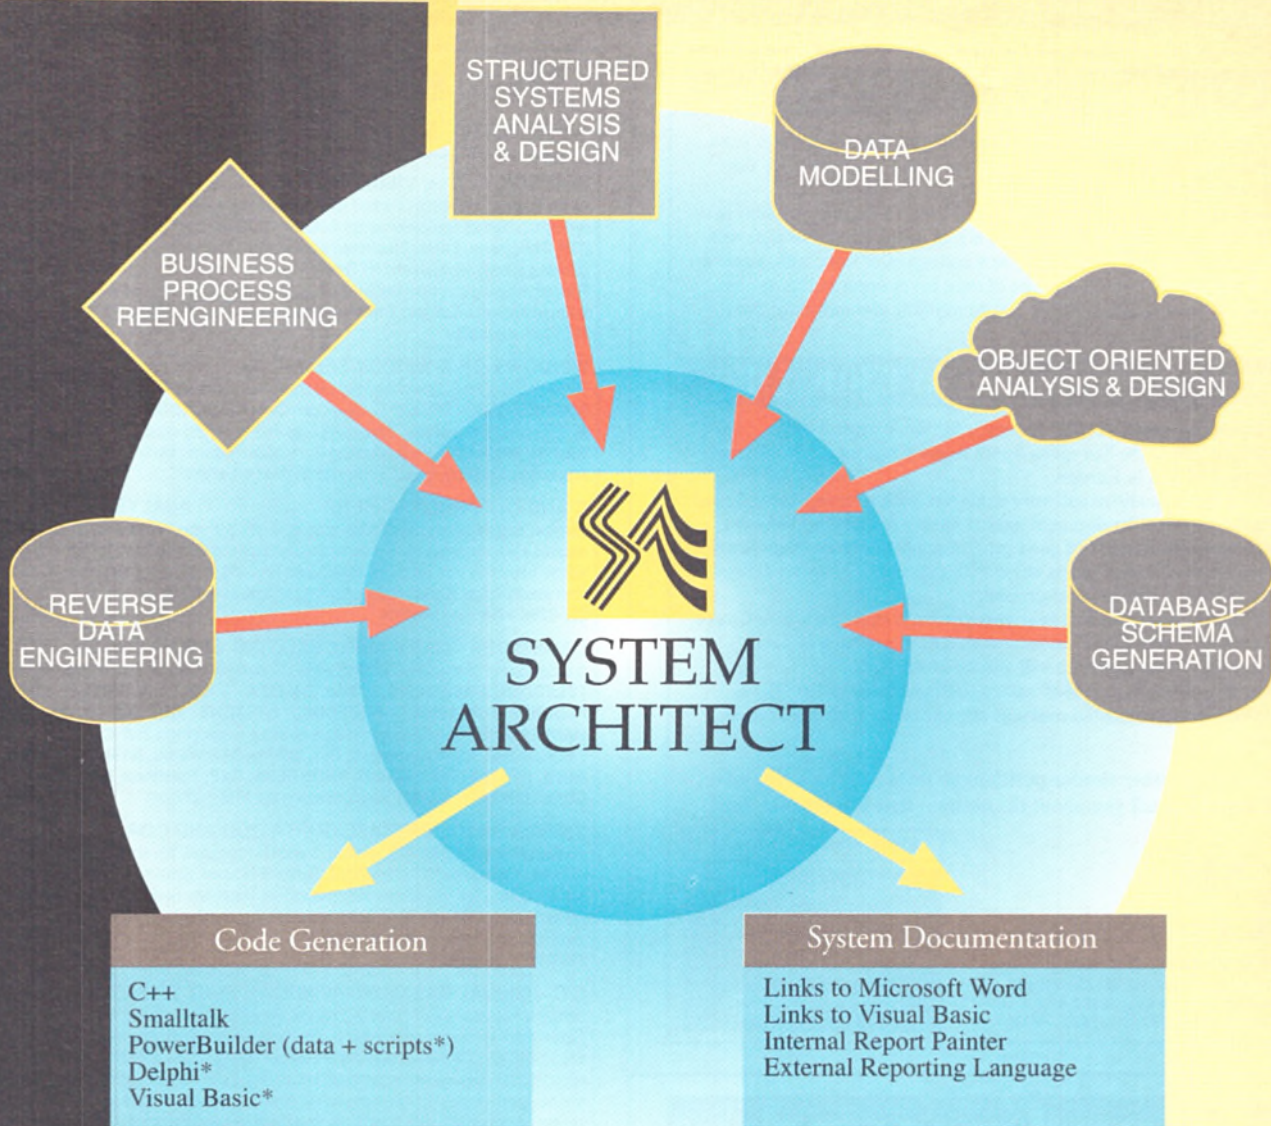 STRUCTURED
SYSTEMS
ANALYSIS
& DESIGN
DATA
MODELLING
BUSINESS
PROCESS
REENGINEERING
OBJECT ORIENTED
ANALYSIS & DESIGN
REVERSE
DATA
ENGINEERING
DATABASE
SCHEMA
GENERATION
SA
SYSTEM
ARCHITECT
Code Generation
C++
Smalltalk
PowerBuilder (data + scripts*)
Delphi*
Visual Basic*
System Documentation
Links to Microsoft Word
Links to Visual Basic
Internal Report Painter
External Reporting Language